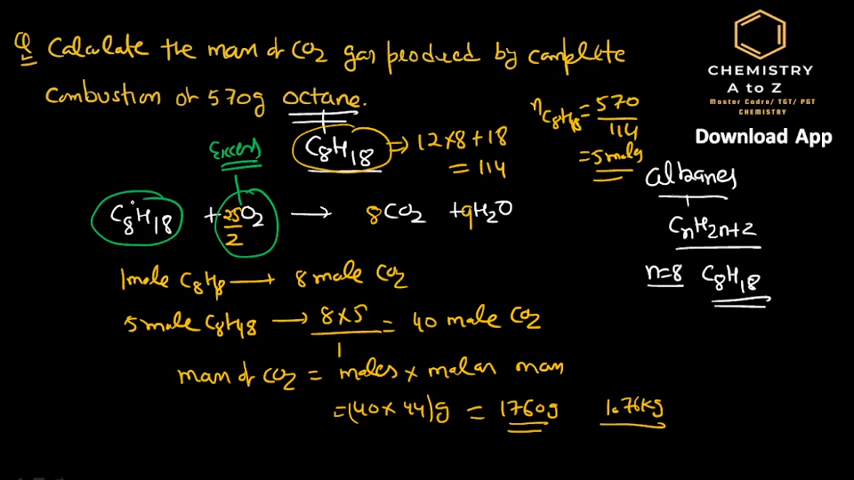 Q Calculate the mass of CO2 gas produced by complete
combustion of 570g octane.
CHEMISTRY
A to Z
Master Cadre/ TGT/ PGT
CHEMISTRY
Download App
nC8H18 = 570/114
= 5 moles
Excess
C8H18 ⇒ 12×8+18
= 114
C8H18 + 25/2 O2 → 8CO2 + 9H2O
alkanes
CnH2n+2
n=8 C8H18
1 mole C8H18 → 8 mole CO2
5 mole C8H18 → 8×5/1 = 40 mole CO2
mass of CO2 = moles × molar mass
= (40 × 44)g = 1760g 1.76kg